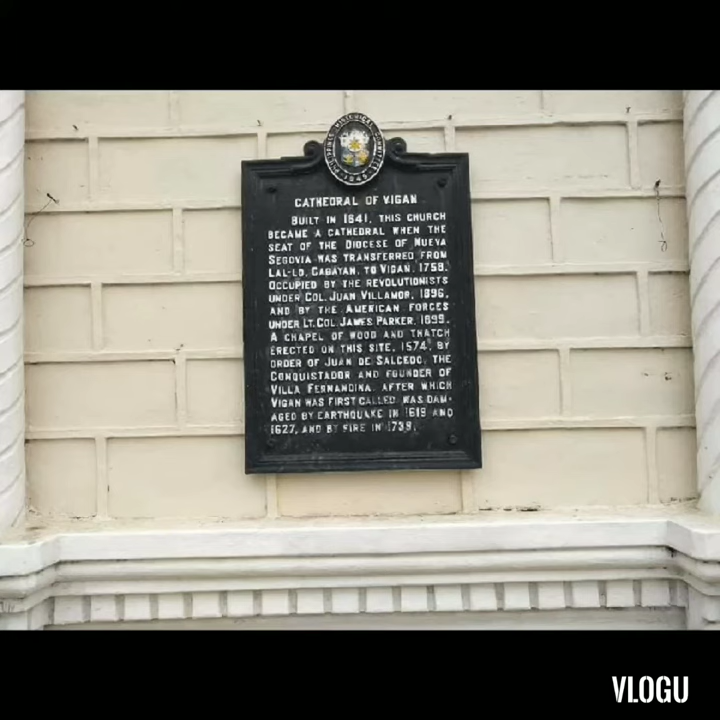 CATHEDRAL OF VIGAN
BUILT IN 1641, THIS CHURCH
BECAME A CATHEDRAL WHEN THE
SEAT OF THE DIOCESE OF NUEVA
SEGOVIA WAS TRANSFERRED FROM
LAL-LO, CAGAYAN, TO VIGAN, 1758.
OCCUPIED BY THE REVOLUTIONISTS
UNDER COL. JUAN VILLAMOR, 1896,
AND BY THE AMERICAN FORCES
UNDER LT. COL. JAMES PARKER, 1899.
A CHAPEL OF WOOD AND THATCH
ERECTED ON THIS SITE, 1574, BY
ORDER OF JUAN DE SALCEDO, THE
CONQUISTADOR AND FOUNDER OF
VILLA FERNANDINA, AFTER WHICH
VIGAN WAS FIRST CALLED, WAS DAM-
AGED BY EARTHQUAKE IN 1619 AND
1627, AND BY FIRE IN 1739.
VLOGU